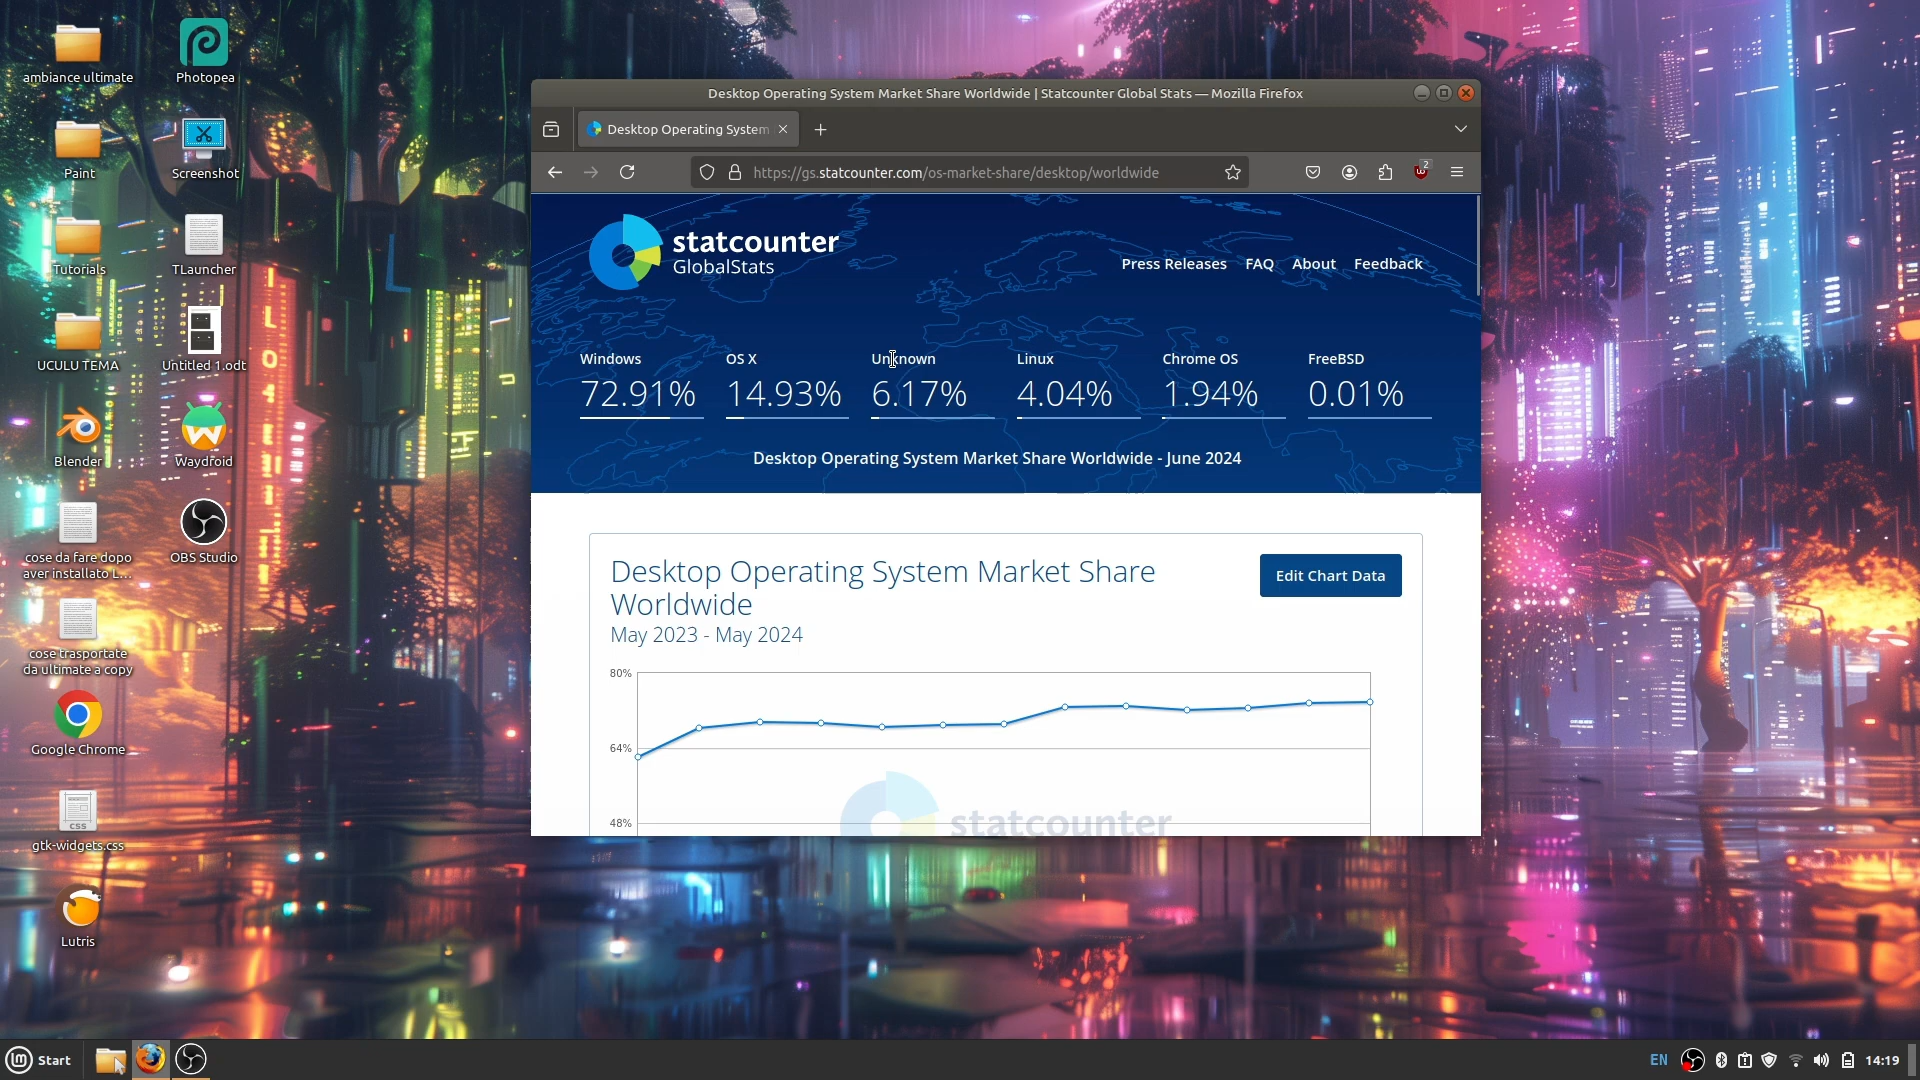 ambiance ultimate
Photopea
Paint
Screenshot
Tutorials
TLauncher
UCULU TEMA
Untitled 1.odt
Blender
Waydroid
cose da fare dopo
aver installato L...
OBS Studio
cose trasportate
da ultimate a copy
Google Chrome
CSS
gtk-widgets.css
Lutris
Desktop Operating System Market Share Worldwide | Statcounter Global Stats — Mozilla Firefox
Desktop Operating System
https://gs.statcounter.com/os-market-share/desktop/worldwide
2
statcounter
GlobalStats
Press Releases FAQ About Feedback
Windows OS X Unknown Linux Chrome OS FreeBSD
72.91% 14.93% 6.17% 4.04% 1.94% 0.01%
Desktop Operating System Market Share Worldwide - June 2024
Desktop Operating System Market Share
Worldwide
Edit Chart Data
May 2023 - May 2024
80%
64%
48%
statcounter
Start
EN
14:19